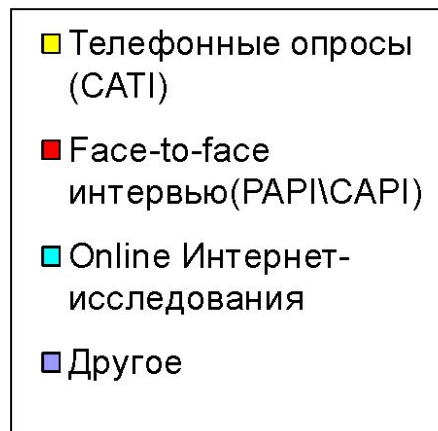 Телефонные опросы
(CATI)
Face-to-face
интервью(PAPI\CAPI)
Online Интернет-
исследования
Другое